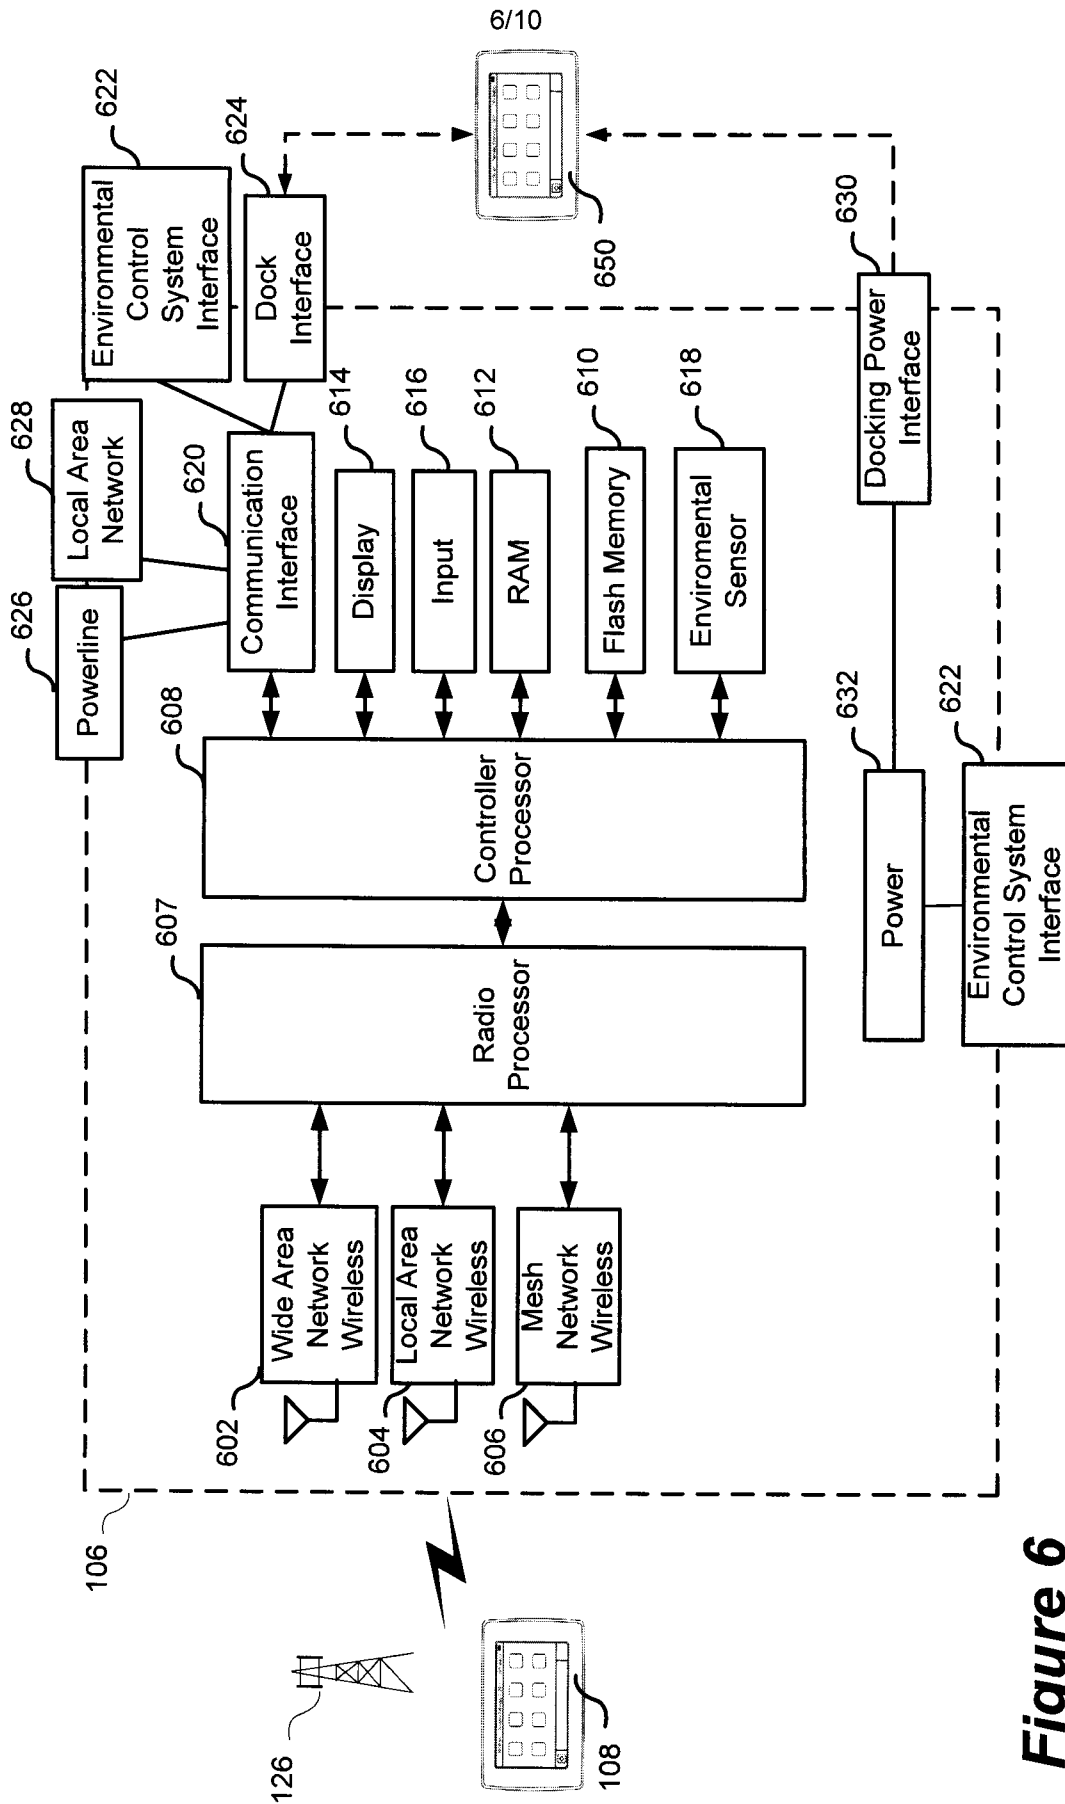 6/10
106
126
108
602
Wide Area
Network
Wireless
604
Local Area
Network
Wireless
606
Mesh
Network
Wireless
607
Radio
Processor
608
Controller
Processor
626
Powerline
628
Local Area
Network
622
Environmental
Control
System
Interface
624
Dock
Interface
620
Communication
Interface
614
Display
616
Input
612
RAM
610
Flash Memory
618
Enviromental
Sensor
650
630
Docking Power
Interface
632
Power
622
Environmental
Control System
Interface
Figure 6